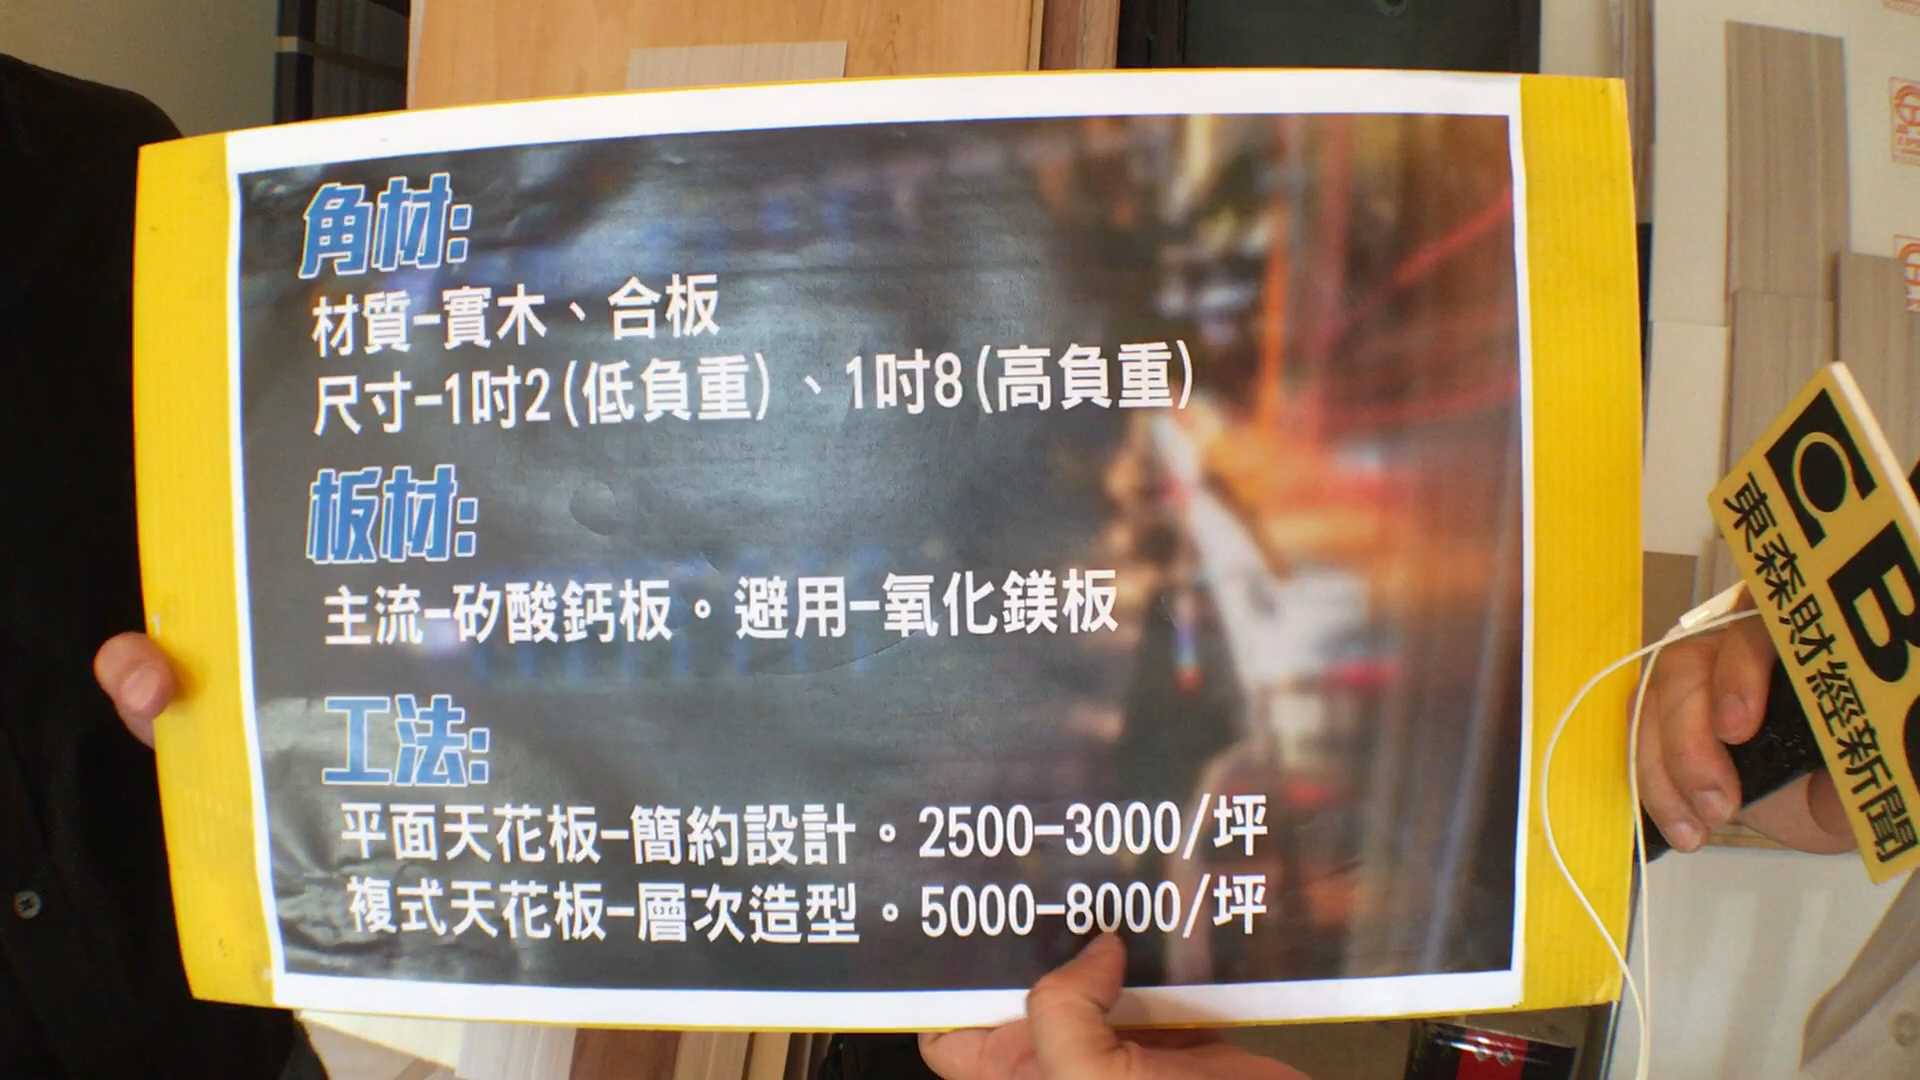 角材:
材質-實木、合板
尺寸-1吋2(低負重)、1吋8(高負重)
板材:
主流-矽酸鈣板。避用-氧化鎂板
工法:
平面天花板-簡約設計。2500-3000/坪
複式天花板-層次造型。5000-8000/坪
東森財經新聞